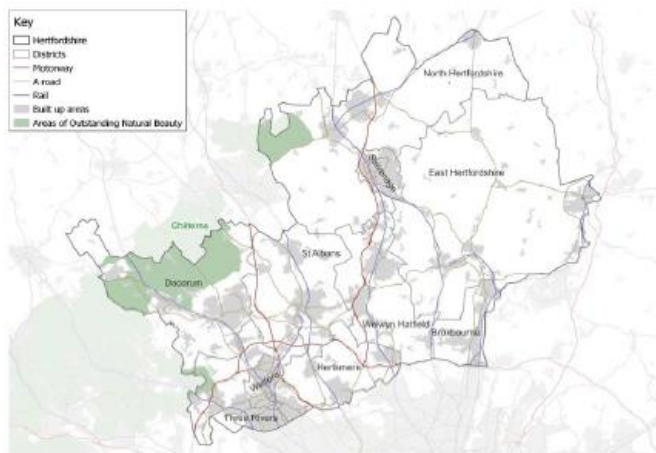 Key
Hertfordshire
Districts
Motorway
A road
Rail
Built up areas
Areas of Outstanding Natural Beauty
North Hertfordshire
Stevenage
East Hertfordshire
Chilterns
St Albans
Dacorum
Welwyn Hatfield
Broxbourne
Hertsmere
Watford
Three Rivers